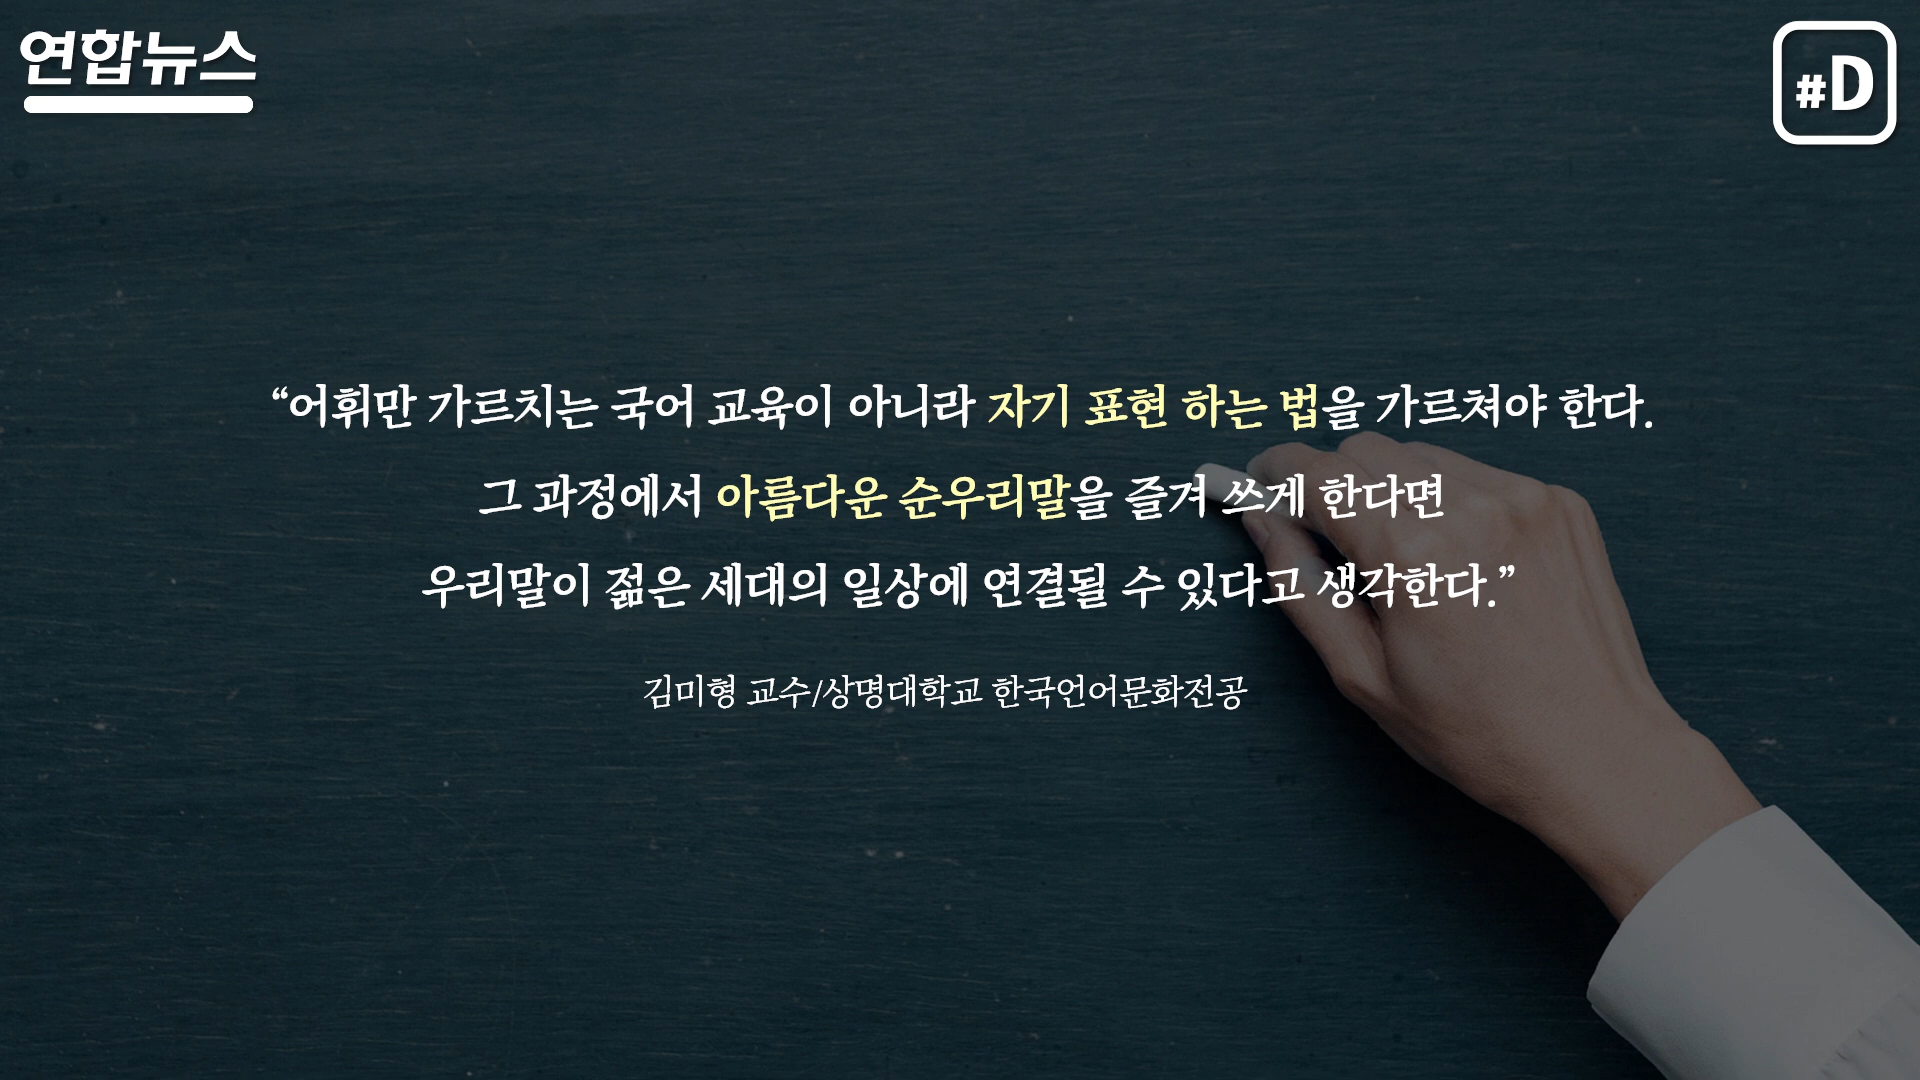 연합뉴스
#D
“어휘만 가르치는 국어 교육이 아니라 자기 표현 하는 법을 가르쳐야 한다.
그 과정에서 아름다운 순우리말을 즐겨 쓰게 한다면
우리말이 젊은 세대의 일상에 연결될 수 있다고 생각한다.”
김미형 교수/상명대학교 한국언어문화전공